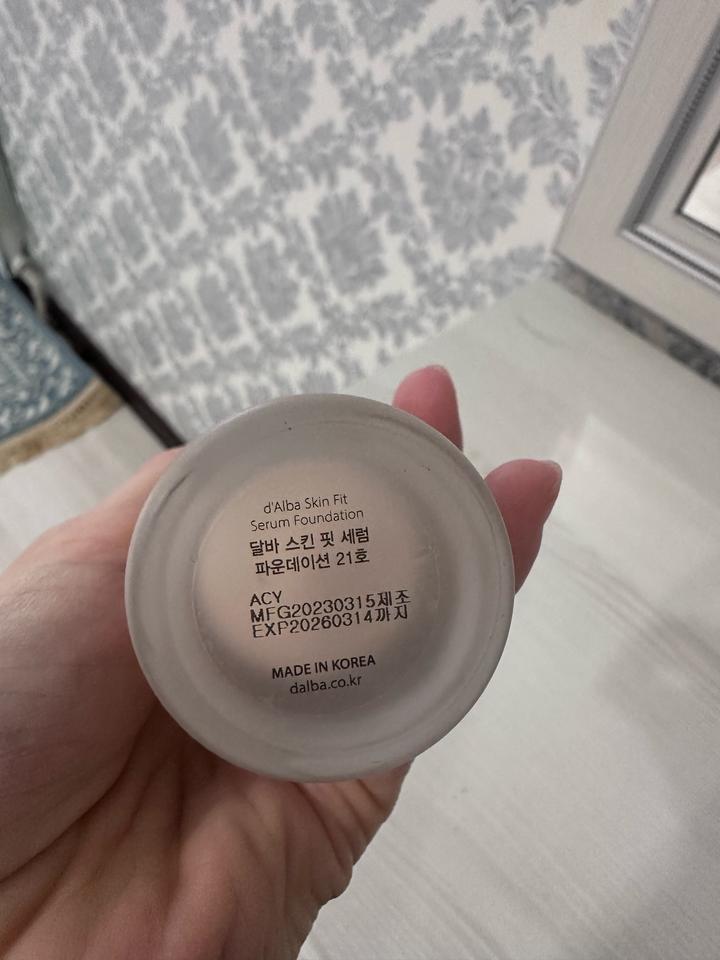 d'Alba Skin Fit
Serum Foundation
달바 스킨 핏 세럼
파운데이션 21호
ACY
MFG20230315제조
EXP20260314까지
MADE IN KOREA
dalba.co.kr